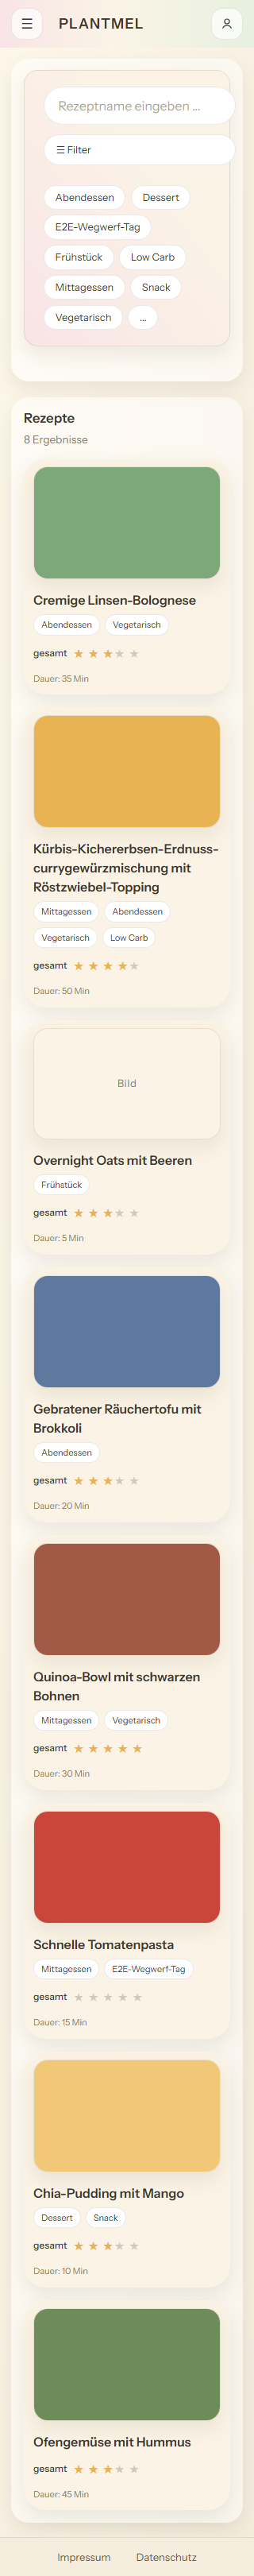 ☰ PLANTMEL
Rezeptname eingeben ...
☰ Filter
Abendessen Dessert
E2E-Wegwerf-Tag
Frühstück Low Carb
Mittagessen Snack
Vegetarisch ...
Rezepte
8 Ergebnisse
Cremige Linsen-Bolognese
Abendessen Vegetarisch
gesamt ★ ★ ★ ★ ★
Dauer: 35 Min
Kürbis-Kichererbsen-Erdnuss-
currygewürzmischung mit
Röstzwiebel-Topping
Mittagessen Abendessen
Vegetarisch Low Carb
gesamt ★ ★ ★ ★ ★
Dauer: 50 Min
Bild
Overnight Oats mit Beeren
Frühstück
gesamt ★ ★ ★ ★ ★
Dauer: 5 Min
Gebratener Räuchertofu mit
Brokkoli
Abendessen
gesamt ★ ★ ★ ★ ★
Dauer: 20 Min
Quinoa-Bowl mit schwarzen
Bohnen
Mittagessen Vegetarisch
gesamt ★ ★ ★ ★ ★
Dauer: 30 Min
Schnelle Tomatenpasta
Mittagessen E2E-Wegwerf-Tag
gesamt ★ ★ ★ ★ ★
Dauer: 15 Min
Chia-Pudding mit Mango
Dessert Snack
gesamt ★ ★ ★ ★ ★
Dauer: 10 Min
Ofengemüse mit Hummus
gesamt ★ ★ ★ ★ ★
Dauer: 45 Min
Impressum Datenschutz